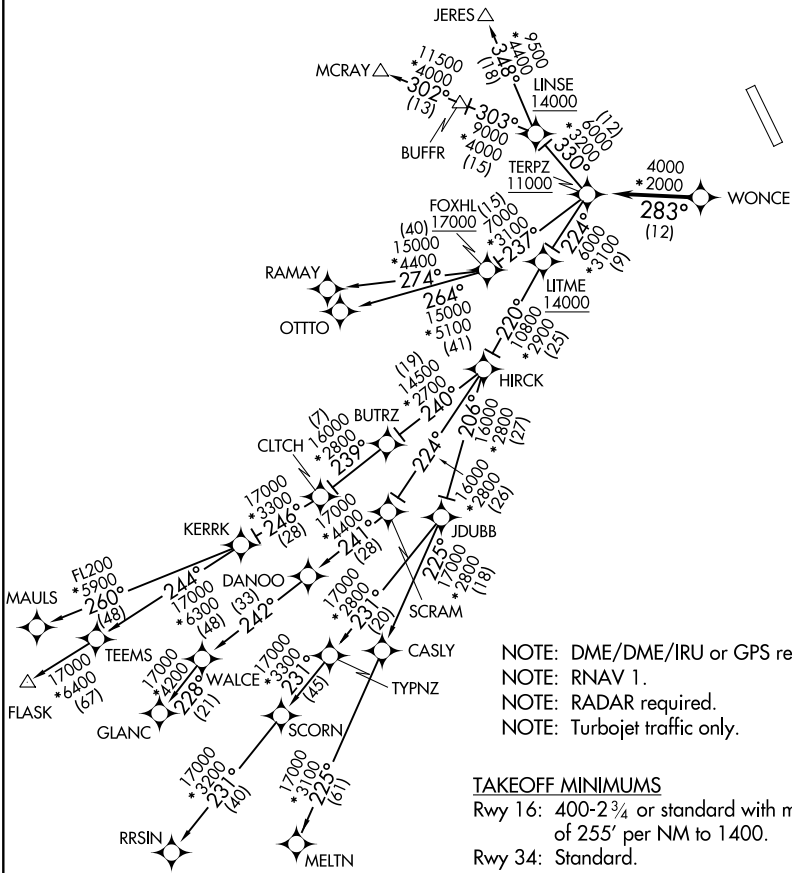 JERES
9500
*4400
348°
(18)
MCRAY
11500
*4000
302°
(13)
BUFFR
303°
9000
*4000
(15)
LINSE
14000
(12)
6000
*3200
330°
TERPZ
11000
4000
*2000
283°
(12)
WONCE
FOXHL
17000
(15)
7000
*3100
237°
224°
6000
*3100
(9)
LITME
14000
(40)
15000
*4400
274°
RAMAY
OTTTO
264°
15000
*5100
(41)
220°
10800
*2900
(25)
HIRCK
(19)
14500
*2700
240°
BUTRZ
206°
16000
*2800
(27)
224°
16000
*2800
(26)
(7)
16000
*2800
239°
CLTCH
17000
*3300
246°
(28)
KERRK
17000
*4400
241°
(28)
SCRAM
JDUBB
DANOO
FL200
*5900
260°
(48)
MAULS
244°
17000
*6300
(48)
TEEMS
17000
*6400
(67)
FLASK
(33)
242°
WALCE
17000
*4200
228°
(21)
GLANC
17000
*2800
231°
(20)
TYPNZ
225°
17000
*2800
(18)
CASLY
17000
*3300
231°
(45)
SCORN
17000
*3200
231°
(40)
RRSIN
17000
*3100
225°
(61)
MELTN
NOTE: DME/DME/IRU or GPS re
NOTE: RNAV 1.
NOTE: RADAR required.
NOTE: Turbojet traffic only.
TAKEOFF MINIMUMS
Rwy 16: 400-2¾ or standard with m
of 255' per NM to 1400.
Rwy 34: Standard.